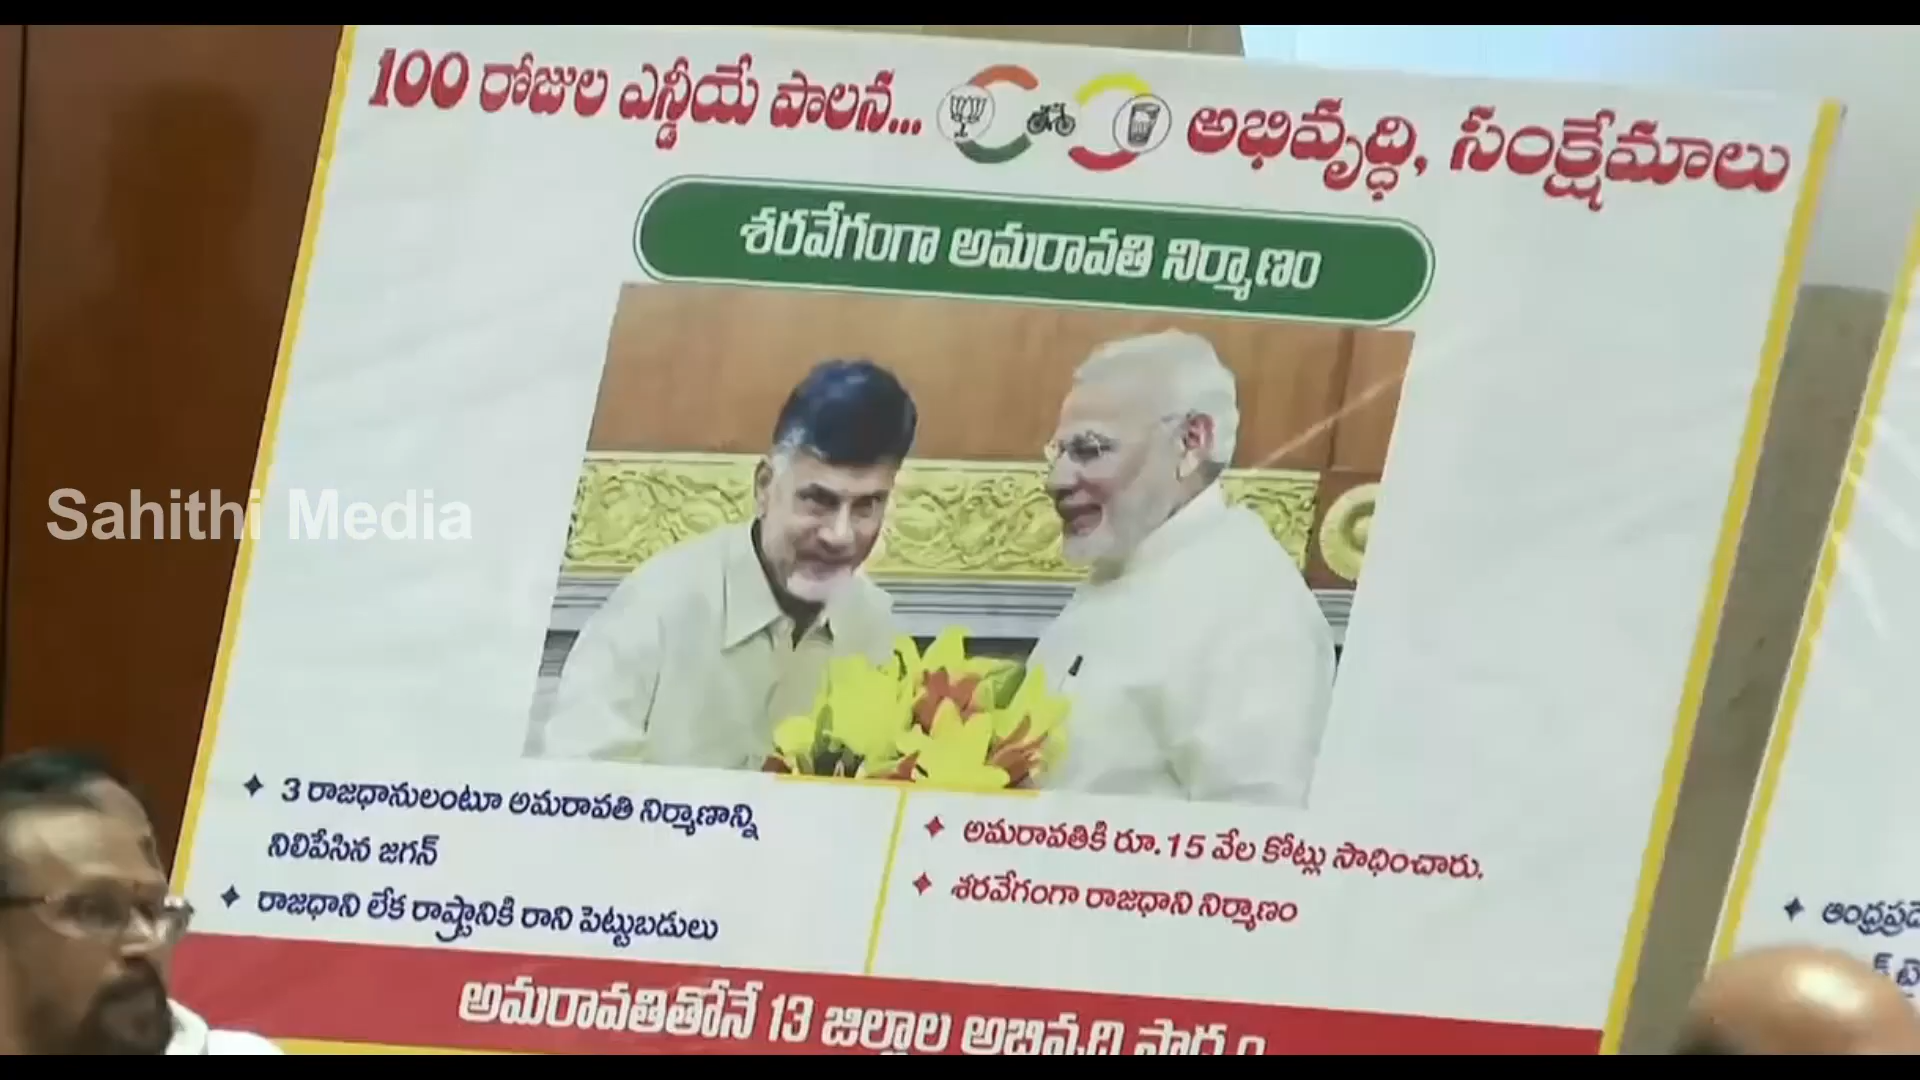 100 రోజుల ఎన్డీయే పాలన... అభివృద్ధి, సంక్షేమాలు
శరవేగంగా అమరావతి నిర్మాణం
Sahithi Media
3 రాజధానులంటూ అమరావతి నిర్మాణాన్ని
నిలిపేసిన జగన్
రాజధాని లేక రాష్ట్రానికి రాని పెట్టుబడులు
అమరావతికి రూ.15 వేల కోట్లు సాధించారు.
శరవేగంగా రాజధాని నిర్మాణం
అమరావతితోనే 13 జిల్లాల అభివృద్ధి సాధ్యం